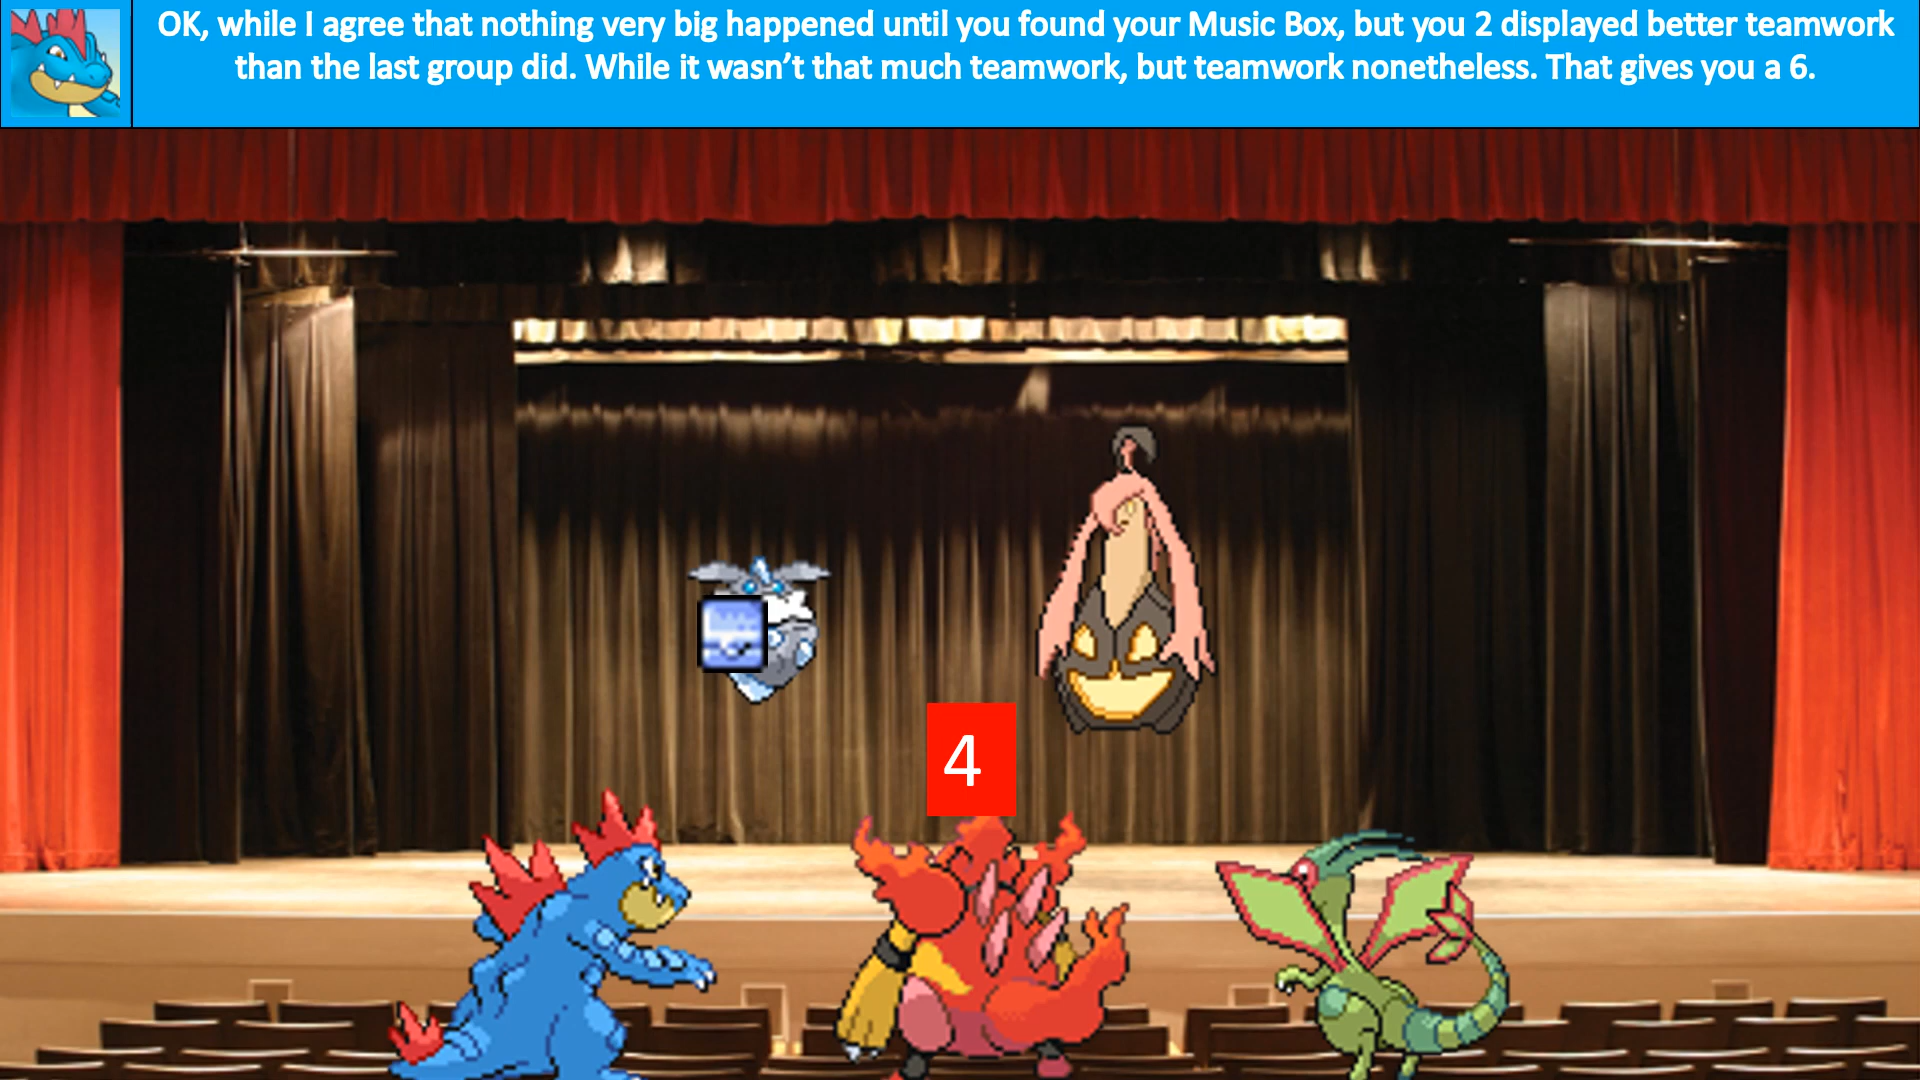 OK, while I agree that nothing very big happened until you found your Music Box, but you 2 displayed better teamwork
than the last group did. While it wasn’t that much teamwork, but teamwork nonetheless. That gives you a 6.
4